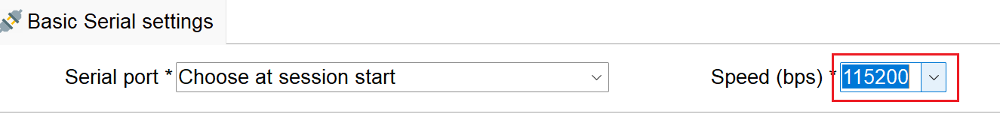 Basic Serial settings
Serial port * Choose at session start Speed (bps) * 115200